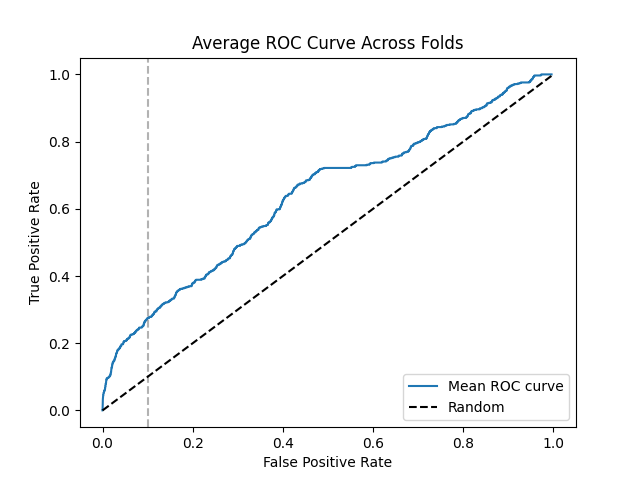 Average ROC Curve Across Folds
True Positive Rate
1.0
0.8
0.6
0.4
0.2
0.0
0.0 0.2 0.4 0.6 0.8 1.0
False Positive Rate
Mean ROC curve
Random